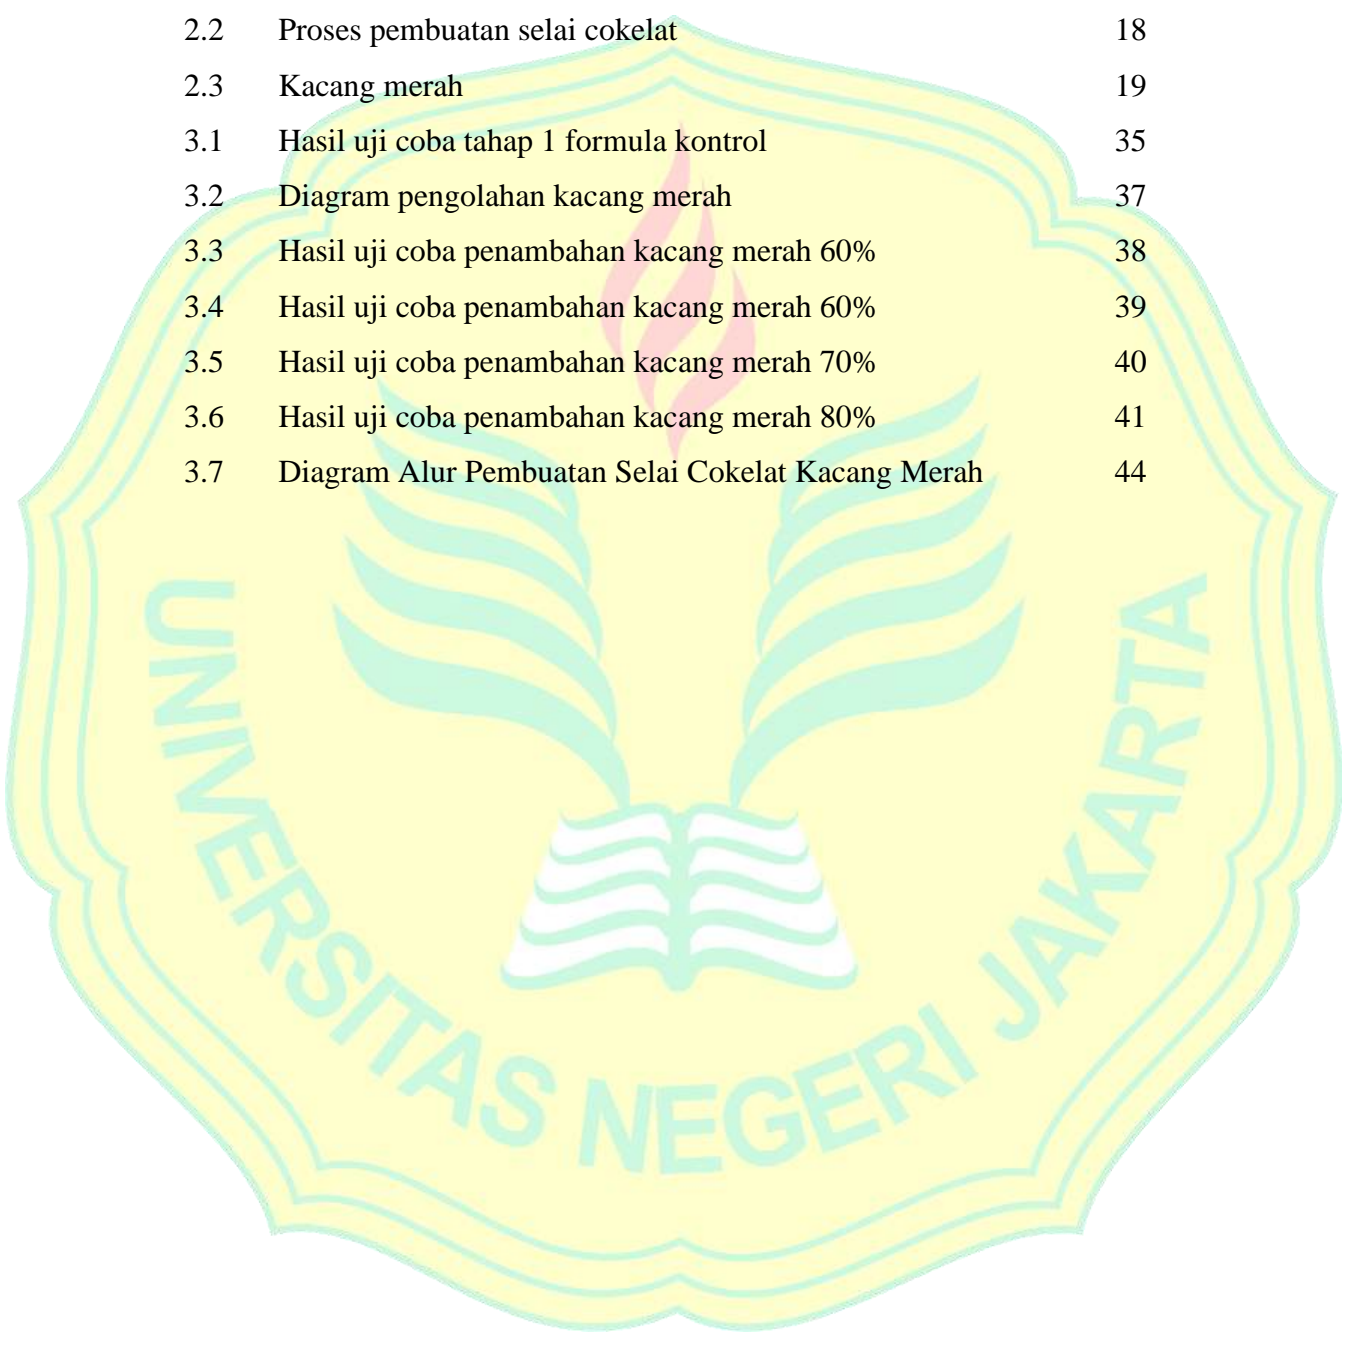 2.2 Proses pembuatan selai cokelat 18
2.3 Kacang merah 19
3.1 Hasil uji coba tahap 1 formula kontrol 35
3.2 Diagram pengolahan kacang merah 37
3.3 Hasil uji coba penambahan kacang merah 60% 38
3.4 Hasil uji coba penambahan kacang merah 60% 39
3.5 Hasil uji coba penambahan kacang merah 70% 40
3.6 Hasil uji coba penambahan kacang merah 80% 41
3.7 Diagram Alur Pembuatan Selai Cokelat Kacang Merah 44
UNIVERSITAS NEGERI JAKARTA